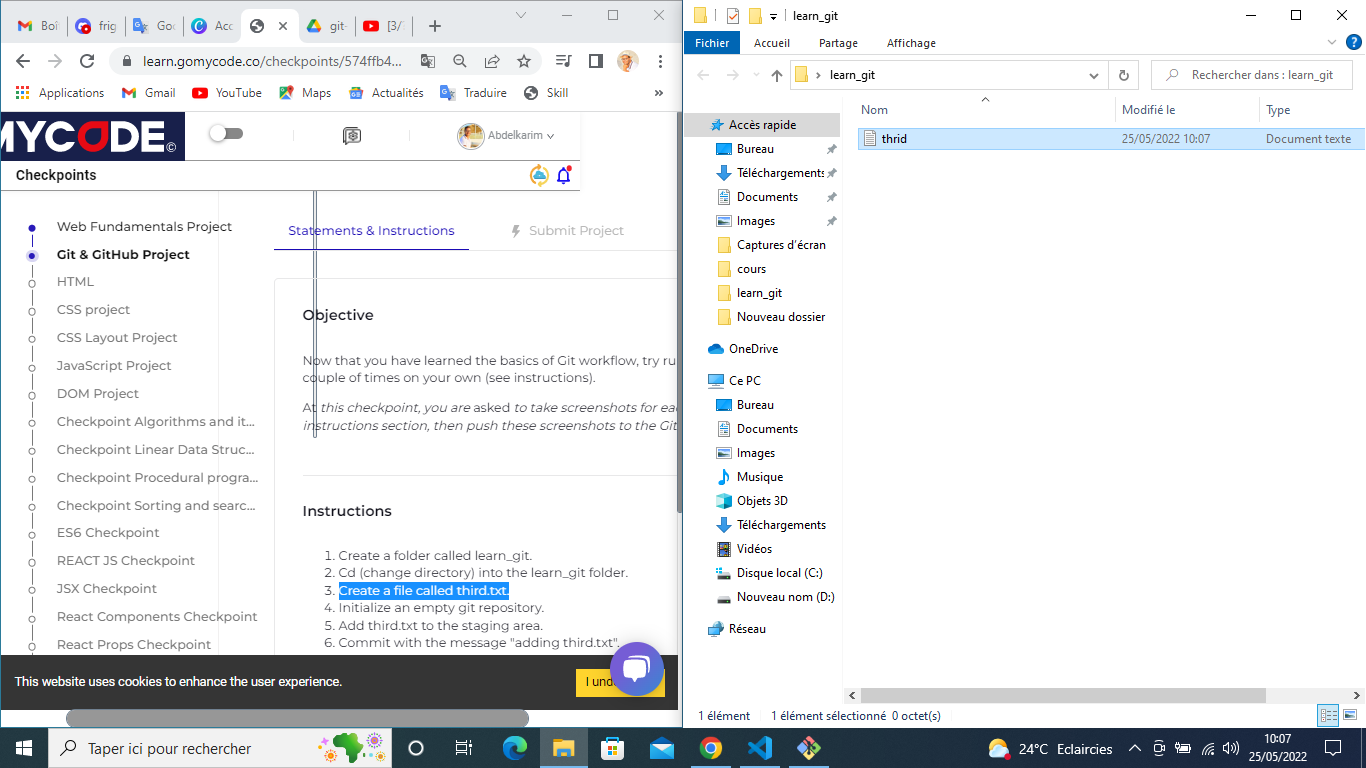 Boî
frig
Goo
Acc
git-
[3/
learn.gomycode.co/checkpoints/574ffb4...
Applications
Gmail
YouTube
Maps
Actualités
Traduire
Skill
»
MYCODE
Abdelkarim
Checkpoints
Web Fundamentals Project
Git & GitHub Project
HTML
CSS project
CSS Layout Project
JavaScript Project
DOM Project
Checkpoint Algorithms and it...
Checkpoint Linear Data Struc...
Checkpoint Procedural progra...
Checkpoint Sorting and searc...
ES6 Checkpoint
REACT JS Checkpoint
JSX Checkpoint
React Components Checkpoint
React Props Checkpoint
Statements & Instructions
Submit Project
Objective
Now that you have learned the basics of Git workflow, try ru
couple of times on your own (see instructions).
At this checkpoint, you are asked to take screenshots for eac
instructions section, then push these screenshots to the Git
Instructions
1. Create a folder called learn_git.
2. Cd (change directory) into the learn_git folder.
3. Create a file called third.txt.
4. Initialize an empty git repository.
5. Add third.txt to the staging area.
6. Commit with the message "adding third.txt".
This website uses cookies to enhance the user experience.
I und
learn_git
Fichier
Accueil
Partage
Affichage
learn_git
Rechercher dans : learn_git
Nom
Modifié le
Type
thrid
25/05/2022 10:07
Document texte
Accès rapide
Bureau
Téléchargements
Documents
Images
Captures d'écran
cours
learn_git
Nouveau dossier
OneDrive
Ce PC
Bureau
Documents
Images
Musique
Objets 3D
Téléchargements
Vidéos
Disque local (C:)
Nouveau nom (D:)
Réseau
1 élément
1 élément sélectionné 0 octet(s)
Taper ici pour rechercher
24°C Eclaircies
10:07
25/05/2022